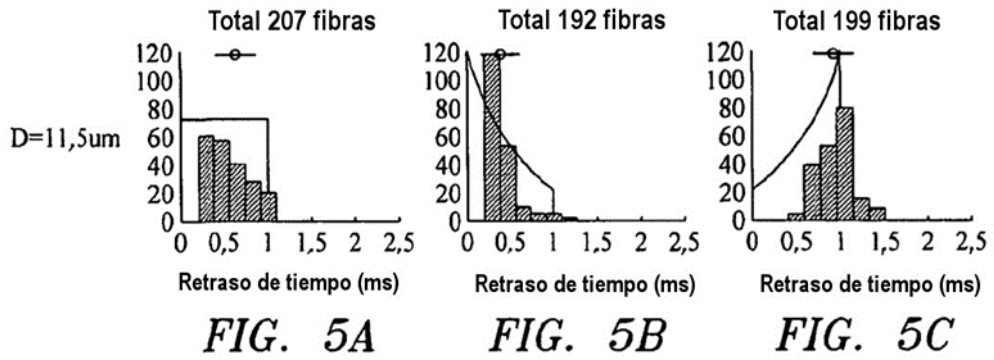 Total 207 fibras
Total 192 fibras
Total 199 fibras
D=11,5um
120
100
80
60
40
20
0
0 0,5 1 1,5 2 2,5
Retraso de tiempo (ms)
FIG. 5A
120
100
80
60
40
20
0
0 0,5 1 1,5 2 2,5
Retraso de tiempo (ms)
FIG. 5B
120
100
80
60
40
20
0
0 0,5 1 1,5 2 2,5
Retraso de tiempo (ms)
FIG. 5C